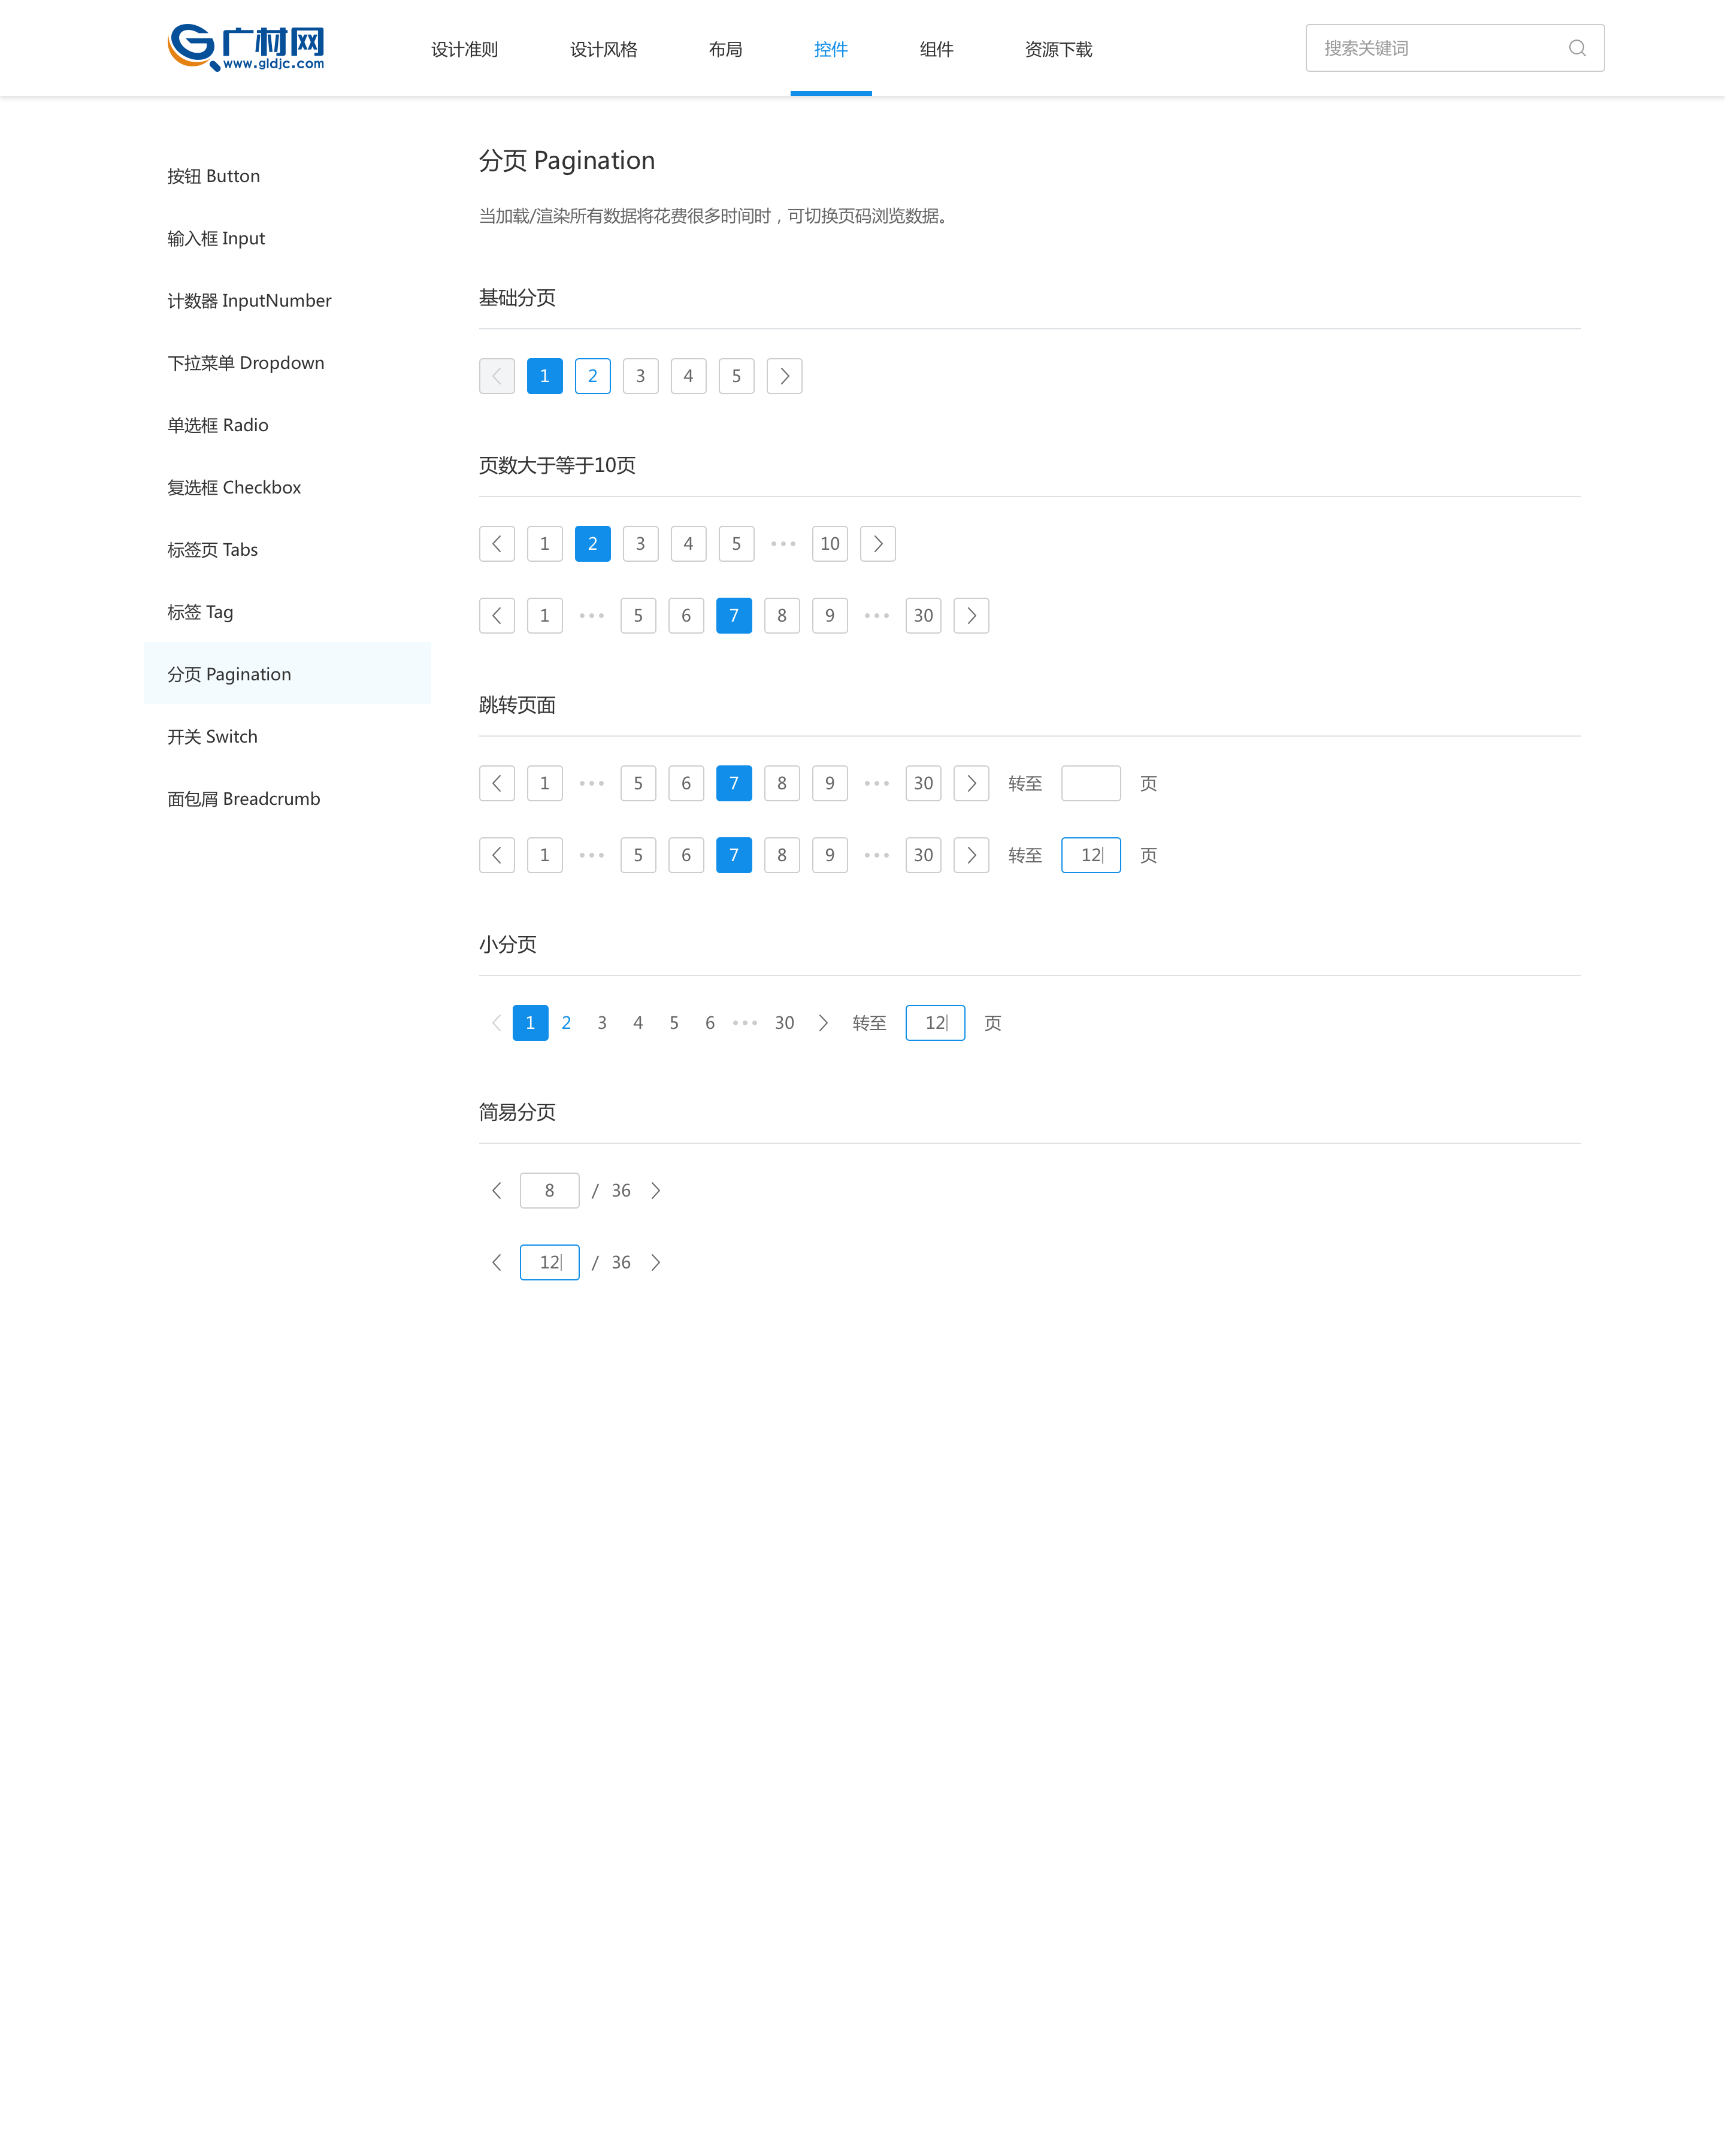 广材网
www.gldjc.com
设计准则 设计风格 布局 控件 组件 资源下载 搜索关键词
按钮 Button
输入框 Input
计数器 InputNumber
下拉菜单 Dropdown
单选框 Radio
复选框 Checkbox
标签页 Tabs
标签 Tag
分页 Pagination
开关 Switch
面包屑 Breadcrumb
分页 Pagination
当加载/渲染所有数据将花费很多时间时，可切换页码浏览数据。
基础分页
1 2 3 4 5
页数大于等于10页
1 2 3 4 5 ••• 10
1 ••• 5 6 7 8 9 ••• 30
跳转页面
1 ••• 5 6 7 8 9 ••• 30 转至 页
1 ••• 5 6 7 8 9 ••• 30 转至 12 页
小分页
1 2 3 4 5 6 ••• 30 转至 12 页
简易分页
8 / 36
12 / 36